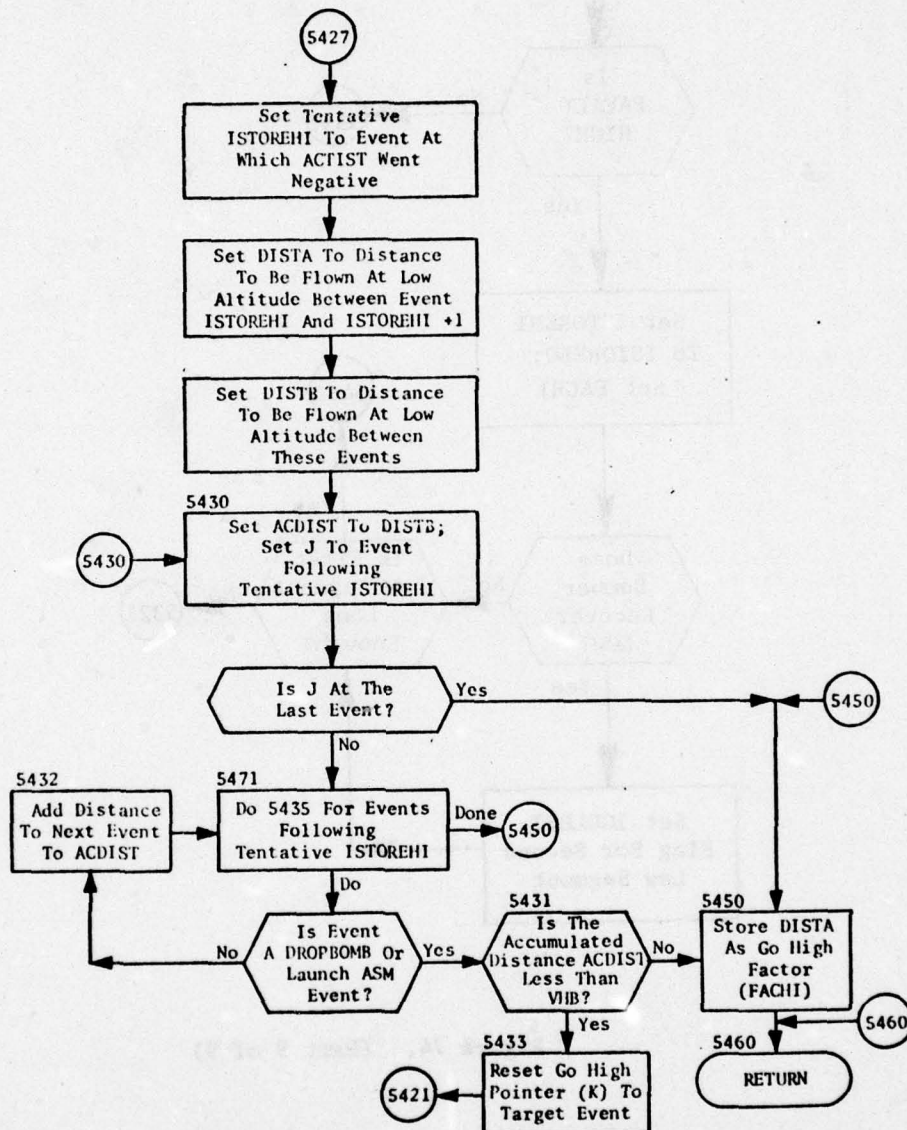 5427
Set Tentative
ISTOREHI To Event At
Which ACTIST Went
Negative
Set DISTA To Distance
To Be Flown At Low
Altitude Between Event
ISTOREHI And ISTOREHI +1
Set DISTB To Distance
To Be Flown At Low
Altitude Between
These Events
5430
Set ACDIST To DISTB;
Set J To Event
Following
Tentative ISTOREHI
5430
Is J At The
Last Event?
Yes
5450
No
5432
Add Distance
To Next Event
To ACDIST
5471
Do 5435 For Events
Following
Tentative ISTOREHI
Done
5450
Do
No
Is Event
A DROPBOMB Or
Launch ASM
Event?
Yes
5431
Is The
Accumulated
Distance ACDIST
Less Than
VHB?
No
5450
Store DISTA
As Go High
Factor
(FACHI)
Yes
5460
5433
Reset Go High
Pointer (K) To
Target Event
5421
5460
RETURN